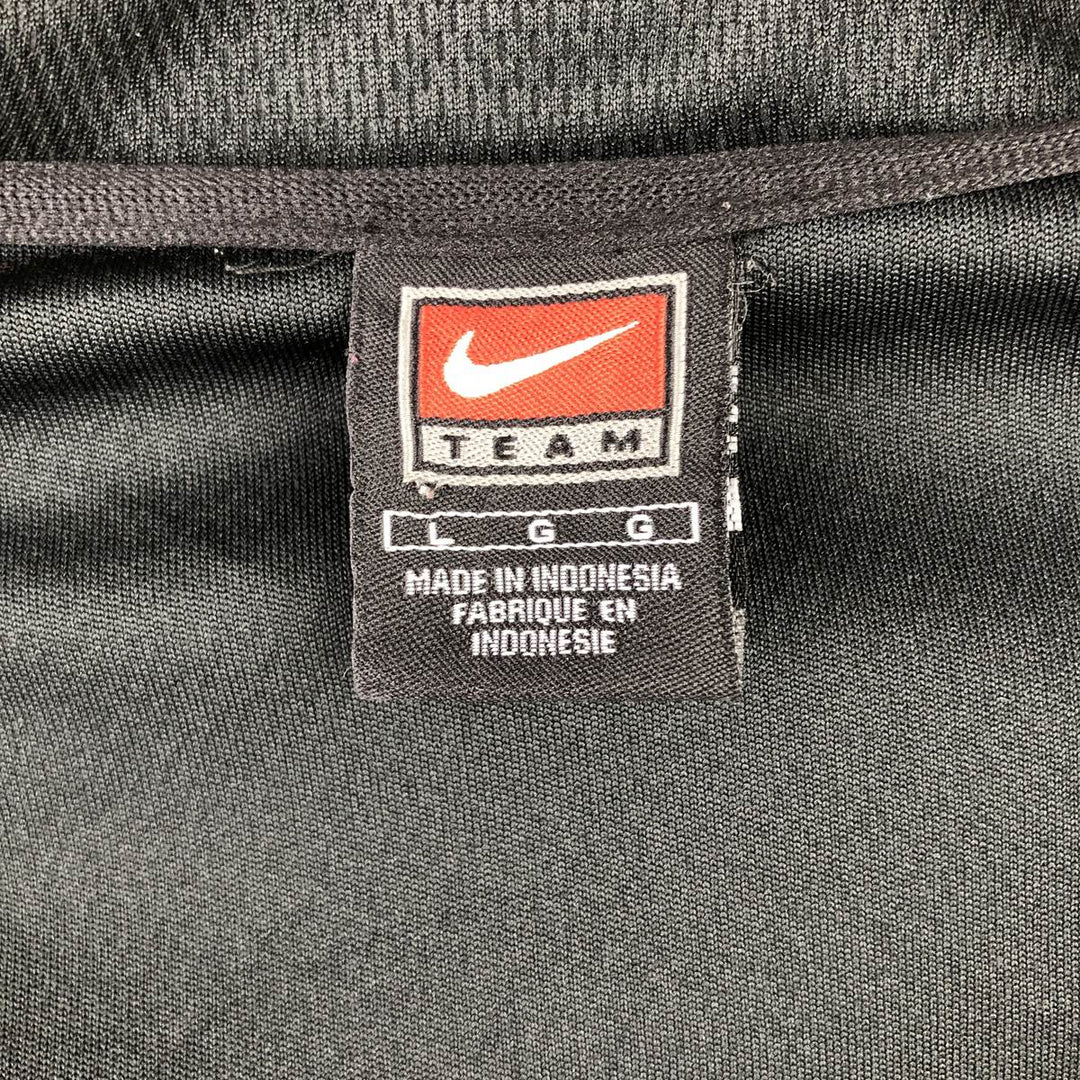 TEAM
L G G
MADE IN INDONESIA
FABRIQUE EN
INDONESIE